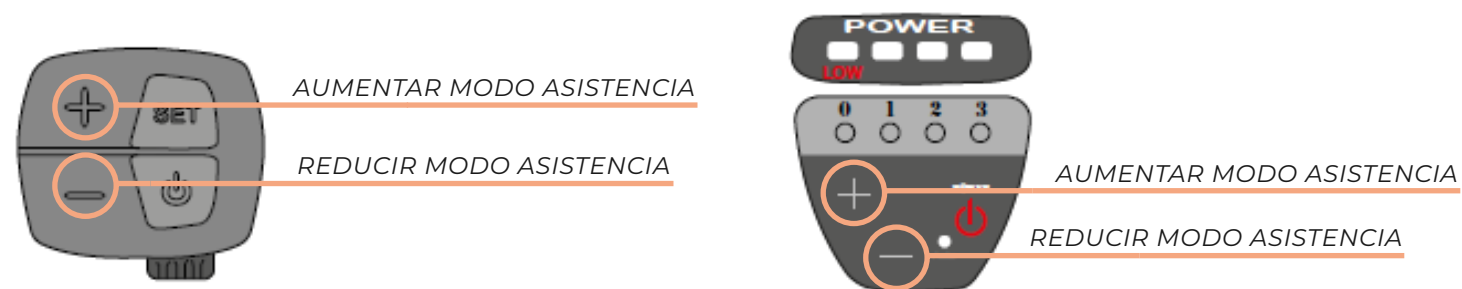 AUMENTAR MODO ASISTENCIA
SET
REDUCIR MODO ASISTENCIA
POWER
LOW
0 1 2 3
AUMENTAR MODO ASISTENCIA
REDUCIR MODO ASISTENCIA